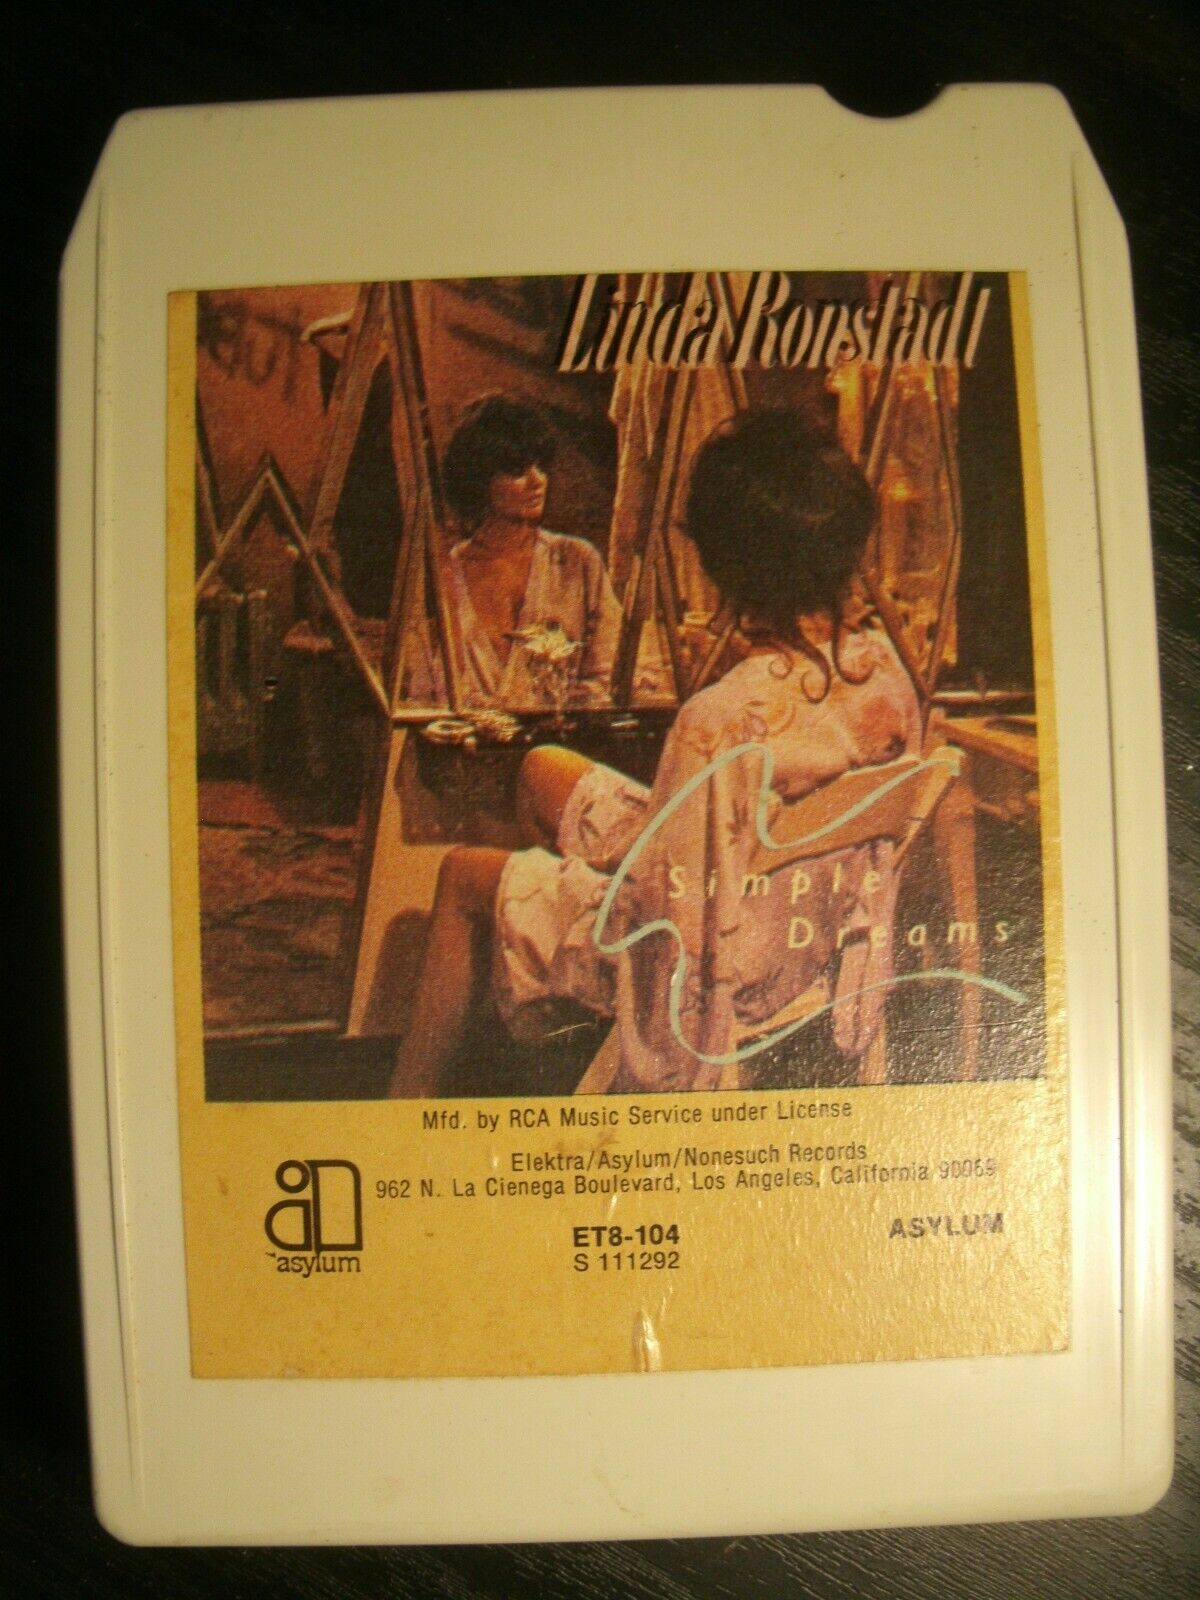 Linda Ronstadt
Simple
Dreams
Mfd. by RCA Music Service under License
Elektra/Asylum/Nonesuch Records
962 N. La Cienega Boulevard, Los Angeles, California 90069
ET8-104
ASYLUM
S 111292
asylum